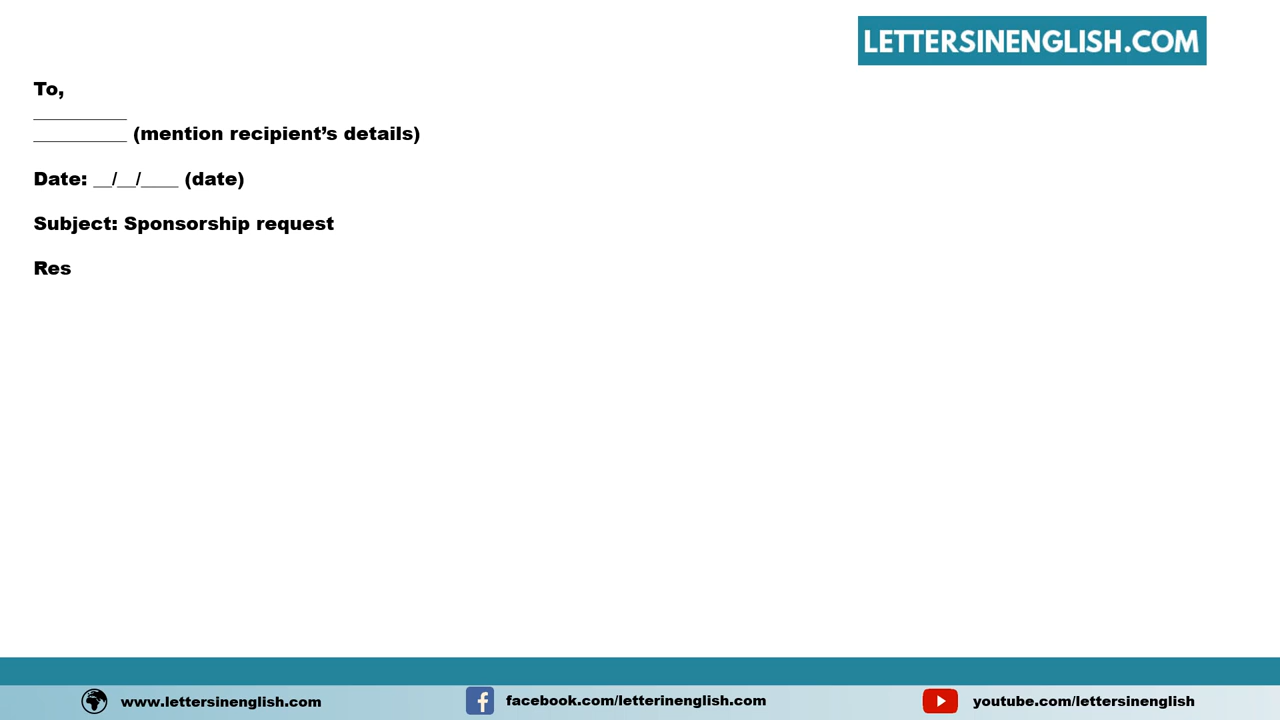 LETTERSINENGLISH.COM
To,
__________
__________ (mention recipient’s details)
Date: __/__/____ (date)
Subject: Sponsorship request
Res
www.lettersinenglish.com
facebook.com/letterinenglish.com
youtube.com/lettersinenglish